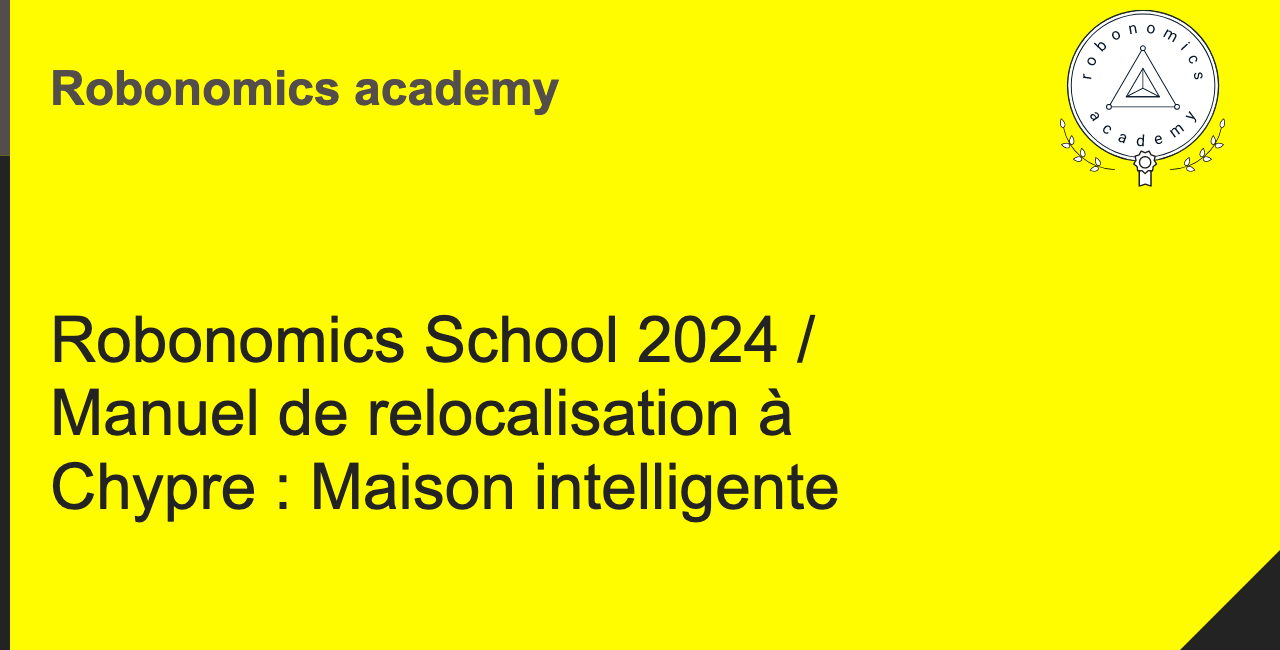 Robonomics academy
robonomics
academy
Robonomics School 2024 /
Manuel de relocalisation à
Chypre : Maison intelligente